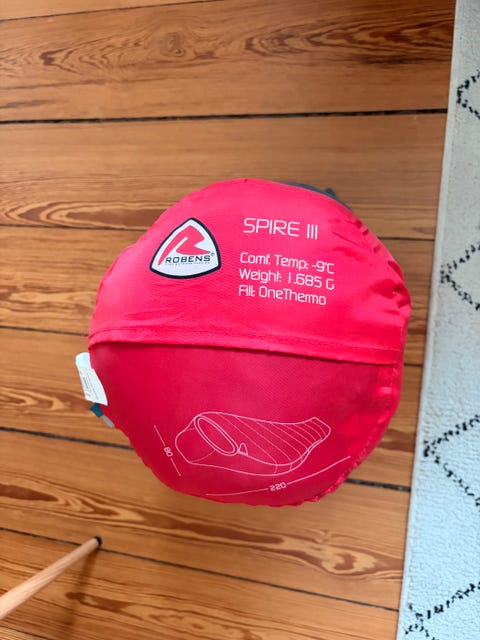 SPIRE III
ROBENS®
Comf. Temp: -9°C
Weight: 1.685 G
Fill: OneThermo
80
220